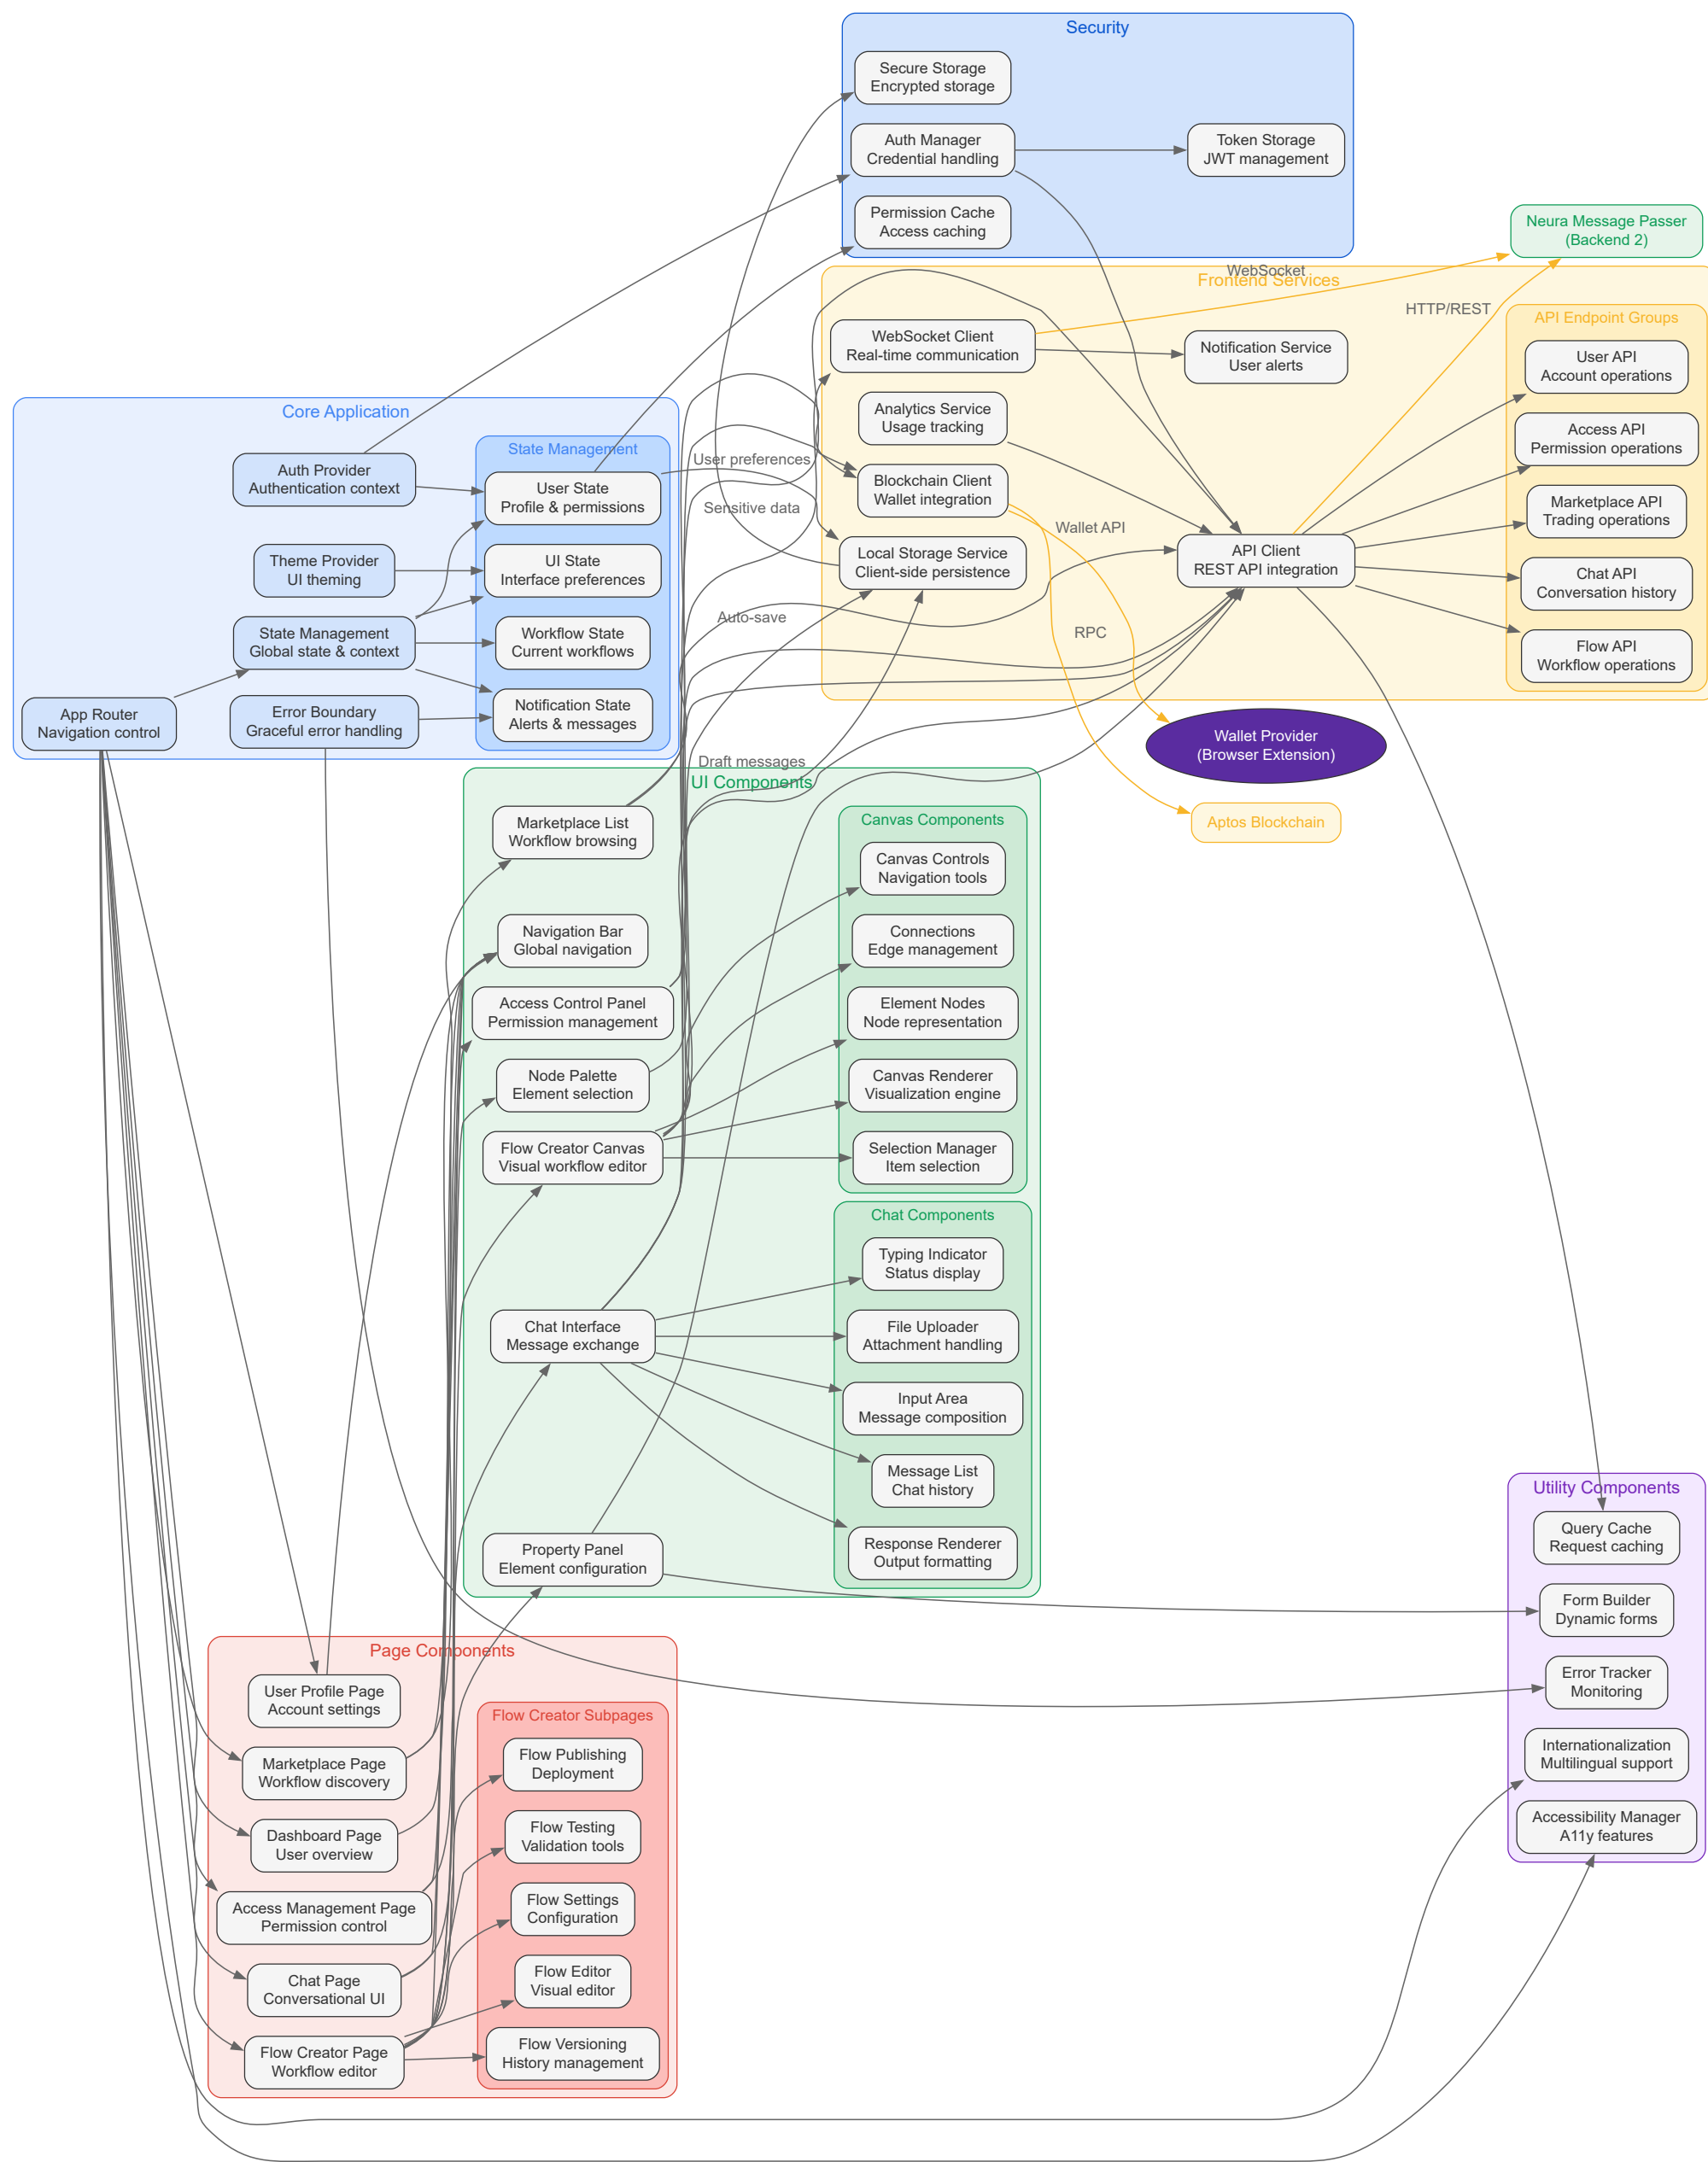 Security
Secure Storage
Encrypted storage
Auth Manager
Credential handling
Token Storage
JWT management
Permission Cache
Access caching
Neura Message Passer
(Backend 2)
Frontend Services
WebSocket
HTTP/REST
WebSocket Client
Real-time communication
Notification Service
User alerts
Analytics Service
Usage tracking
Blockchain Client
Wallet integration
Local Storage Service
Client-side persistence
API Client
REST API integration
API Endpoint Groups
User API
Account operations
Access API
Permission operations
Marketplace API
Trading operations
Chat API
Conversation history
Flow API
Workflow operations
Wallet API
RPC
Wallet Provider
(Browser Extension)
Aptos Blockchain
Core Application
Auth Provider
Authentication context
Theme Provider
UI theming
State Management
Global state & context
App Router
Navigation control
Error Boundary
Graceful error handling
State Management
User State
Profile & permissions
UI State
Interface preferences
Workflow State
Current workflows
Notification State
Alerts & messages
User preferences
Sensitive data
Auto-save
Draft messages
UI Components
Marketplace List
Workflow browsing
Navigation Bar
Global navigation
Access Control Panel
Permission management
Node Palette
Element selection
Flow Creator Canvas
Visual workflow editor
Chat Interface
Message exchange
Property Panel
Element configuration
Canvas Components
Canvas Controls
Navigation tools
Connections
Edge management
Element Nodes
Node representation
Canvas Renderer
Visualization engine
Selection Manager
Item selection
Chat Components
Typing Indicator
Status display
File Uploader
Attachment handling
Input Area
Message composition
Message List
Chat history
Response Renderer
Output formatting
Utility Components
Query Cache
Request caching
Form Builder
Dynamic forms
Error Tracker
Monitoring
Internationalization
Multilingual support
Accessibility Manager
A11y features
Page Components
User Profile Page
Account settings
Marketplace Page
Workflow discovery
Dashboard Page
User overview
Access Management Page
Permission control
Chat Page
Conversational UI
Flow Creator Page
Workflow editor
Flow Creator Subpages
Flow Publishing
Deployment
Flow Testing
Validation tools
Flow Settings
Configuration
Flow Editor
Visual editor
Flow Versioning
History management